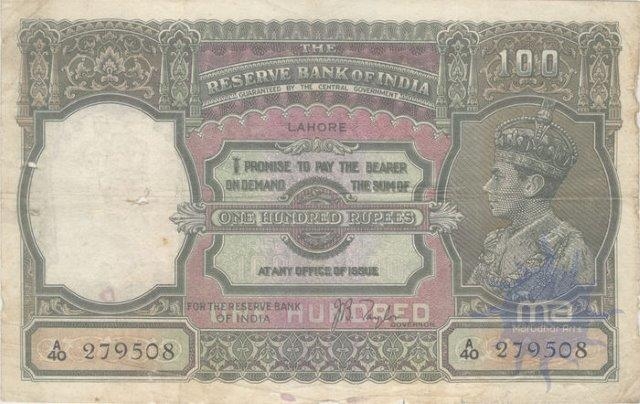 THE
RESERVE BANK OF INDIA
GUARANTEED BY THE CENTRAL GOVERNMENT
100
LAHORE
I PROMISE TO PAY THE BEARER
ON DEMAND THE SUM OF
ONE HUNDRED RUPEES
AT ANY OFFICE OF ISSUE
FOR THE RESERVE BANK
OF INDIA
HUNDRED
J.B. Taylor
GOVERNOR
ma
Marudhar Arts
A/40 279508
A/40 279508